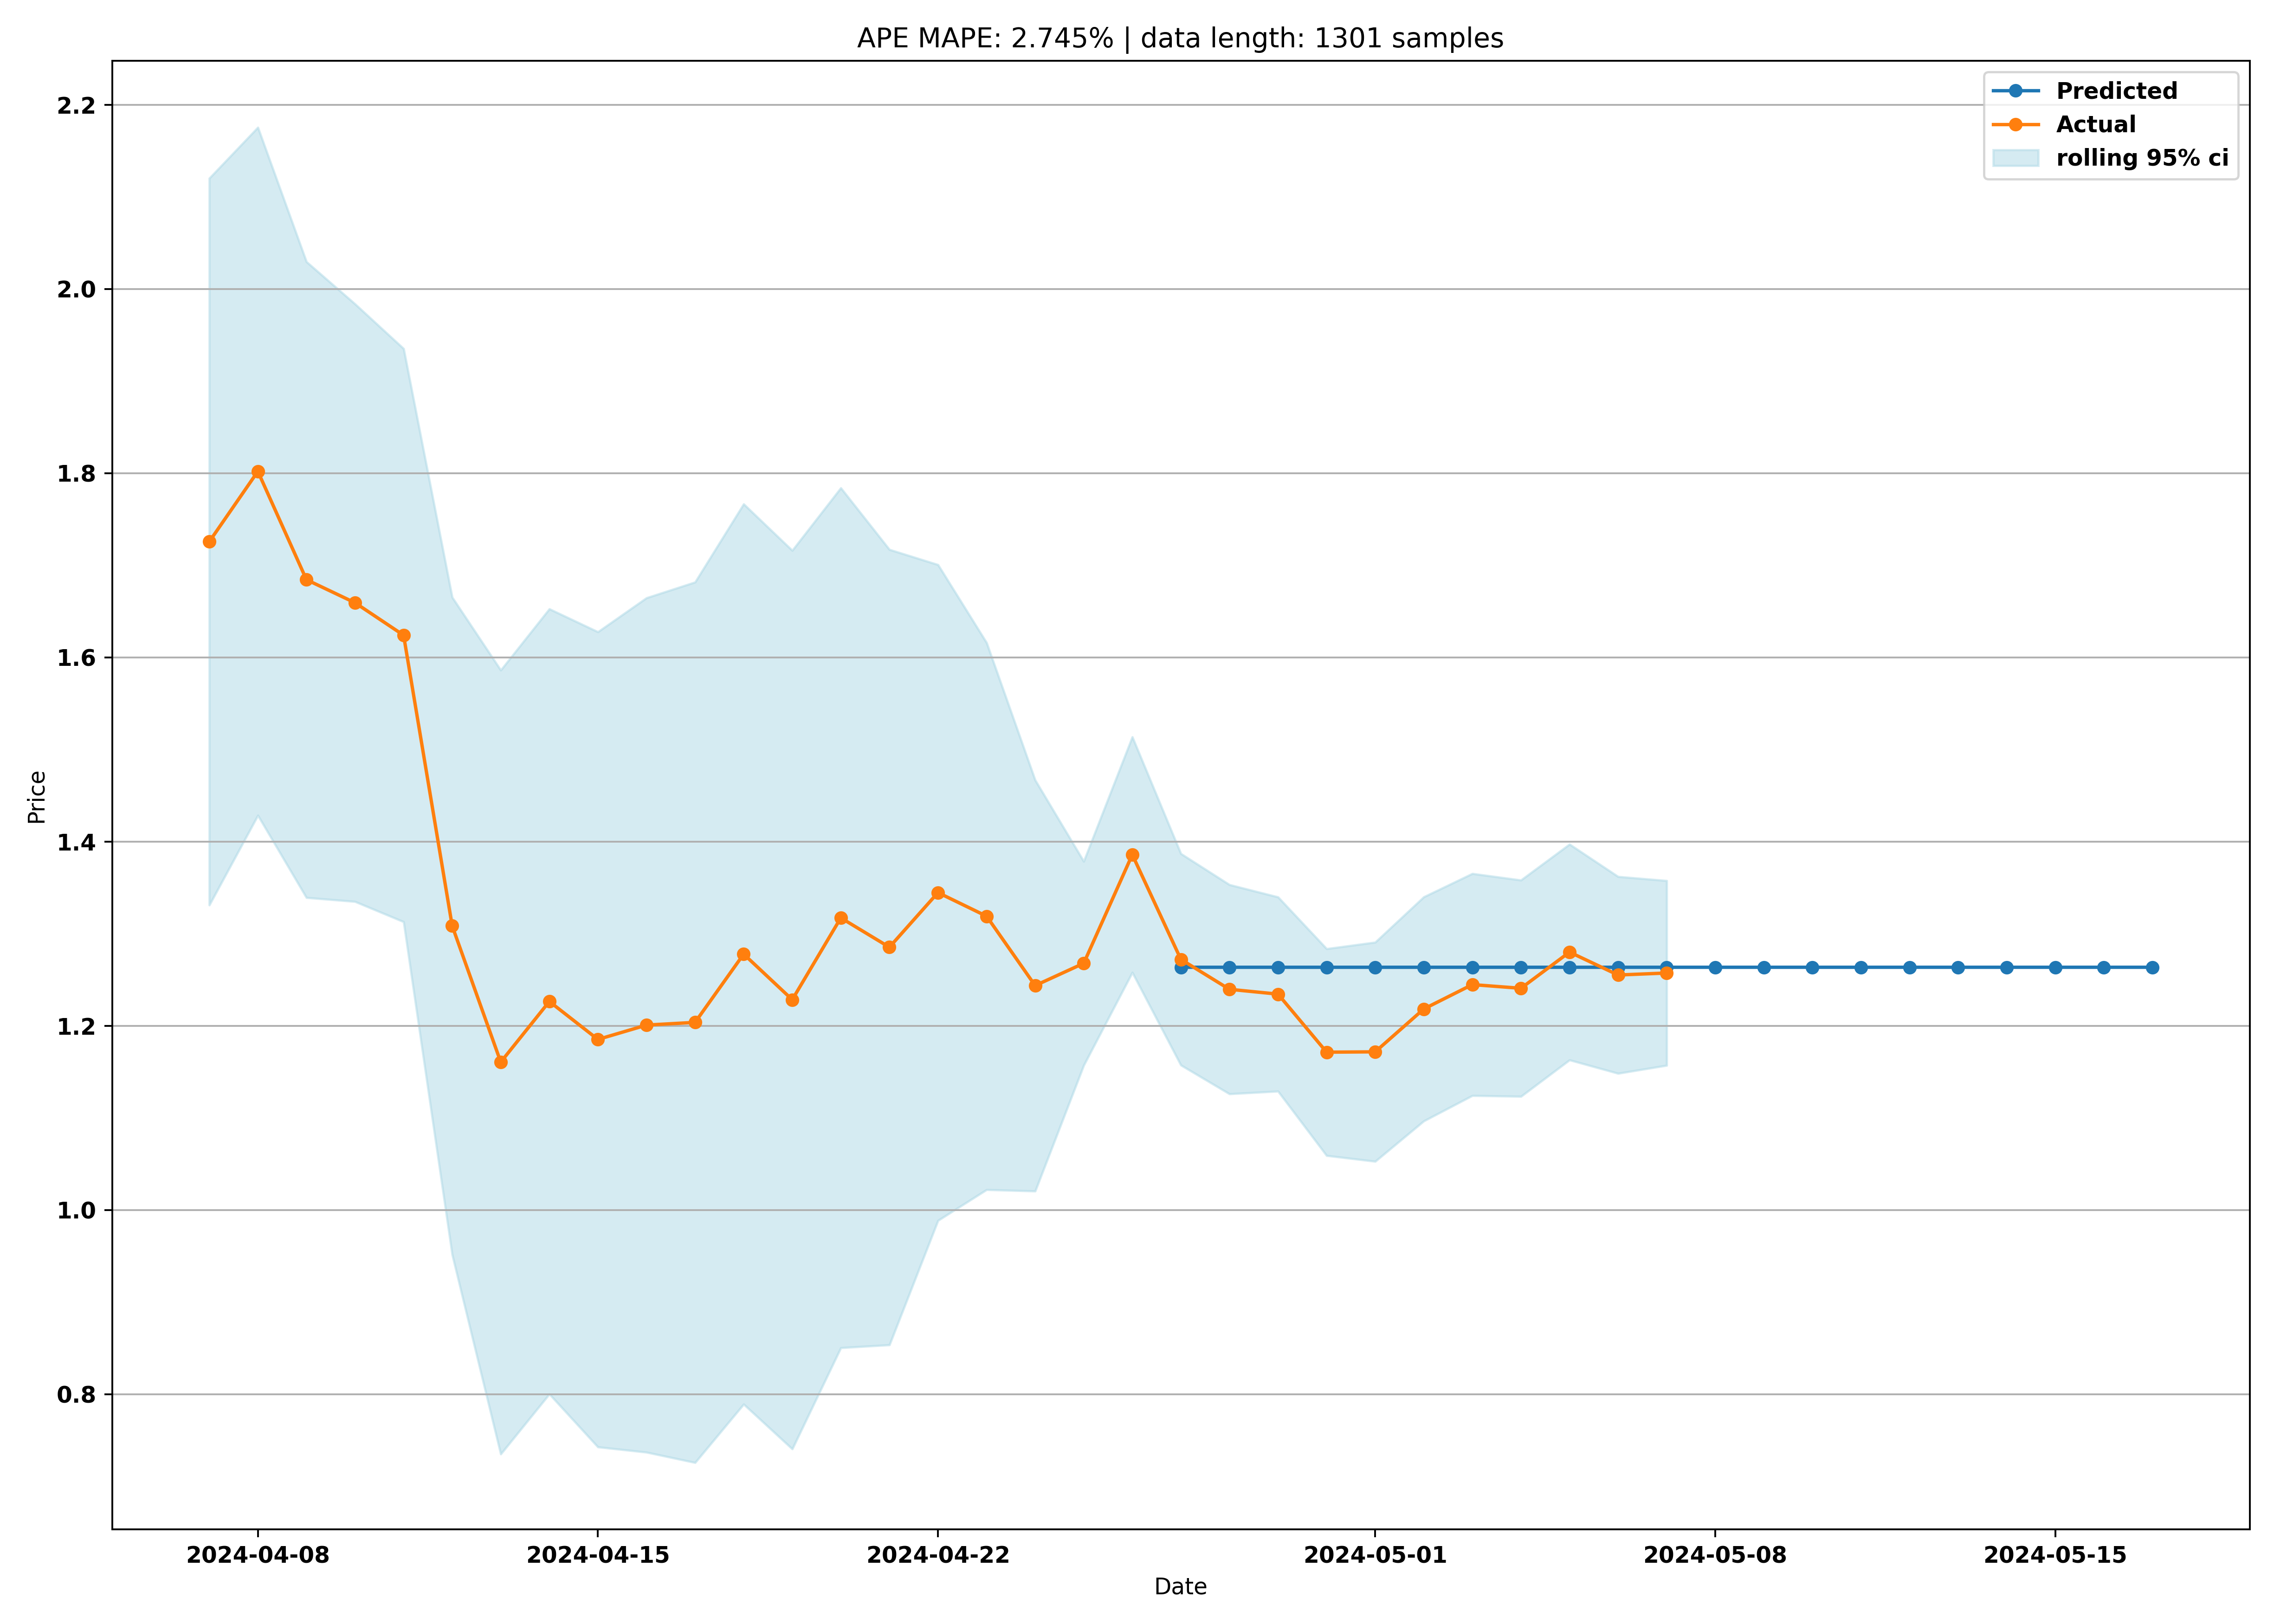 APE MAPE: 2.745% | data length: 1301 samples
Predicted
Actual
rolling 95% ci
2.2
2.0
1.8
1.6
1.4
1.2
1.0
0.8
Price
2024-04-08
2024-04-15
2024-04-22
2024-05-01
2024-05-08
2024-05-15
Date